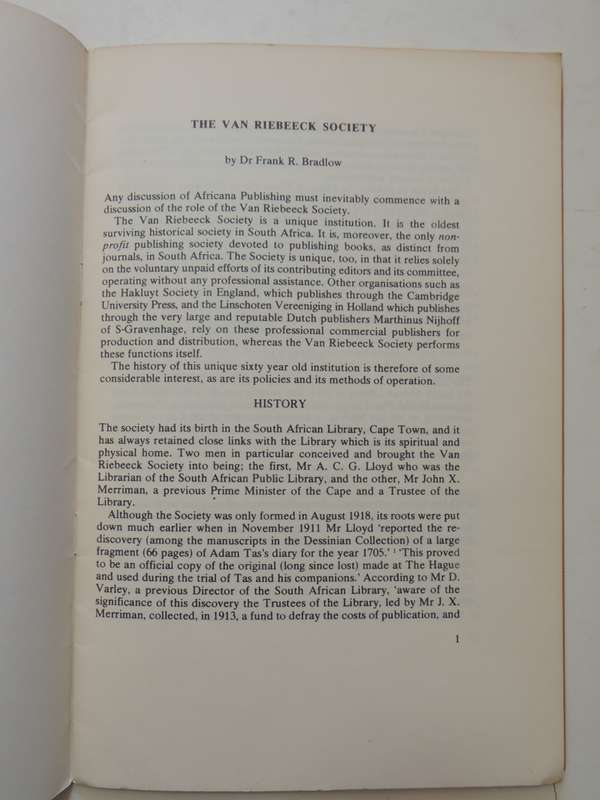 THE VAN RIEBEECK SOCIETY
by Dr Frank R. Bradlow
Any discussion of Africana Publishing must inevitably commence with a
discussion of the role of the Van Riebeeck Society.
The Van Riebeeck Society is a unique institution. It is the oldest
surviving historical society in South Africa. It is, moreover, the only non-
profit publishing society devoted to publishing books, as distinct from
journals, in South Africa. The Society is unique, too, in that it relies solely
on the voluntary unpaid efforts of its contributing editors and its committee,
operating without any professional assistance. Other organisations such as
the Hakluyt Society in England, which publishes through the Cambridge
University Press, and the Linschoten Vereeniging in Holland which publishes
through the very large and reputable Dutch publishers Marthinus Nijhoff
of S-Gravenhage, rely on these professional commercial publishers for
production and distribution, whereas the Van Riebeeck Society performs
these functions itself.
The history of this unique sixty year old institution is therefore of some
considerable interest, as are its policies and its methods of operation.
HISTORY
The society had its birth in the South African Library, Cape Town, and it
has always retained close links with the Library which is its spiritual and
physical home. Two men in particular conceived and brought the Van
Riebeeck Society into being; the first, Mr A. C. G. Lloyd who was the
Librarian of the South African Public Library, and the other, Mr John X.
Merriman, a previous Prime Minister of the Cape and a Trustee of the
Library.
Although the Society was only formed in August 1918, its roots were put
down much earlier when in November 1911 Mr Lloyd 'reported the re-
discovery (among the manuscripts in the Dessinian Collection) of a large
fragment (66 pages) of Adam Tas's diary for the year 1705.' ¹ 'This proved
to be an official copy of the original (long since lost) made at The Hague
and used during the trial of Tas and his companions.' According to Mr D.
Varley, a previous Director of the South African Library, 'aware of the
significance of this discovery the Trustees of the Library, led by Mr J. X.
Merriman, collected, in 1913, a fund to defray the costs of publication, and
1